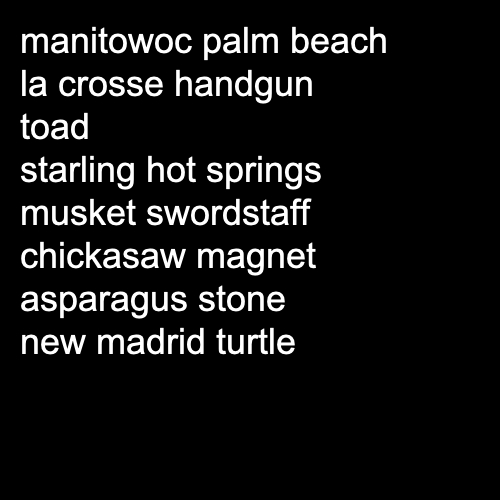 manitowoc palm beach
la crosse handgun
toad
starling hot springs
musket swordstaff
chickasaw magnet
asparagus stone
new madrid turtle